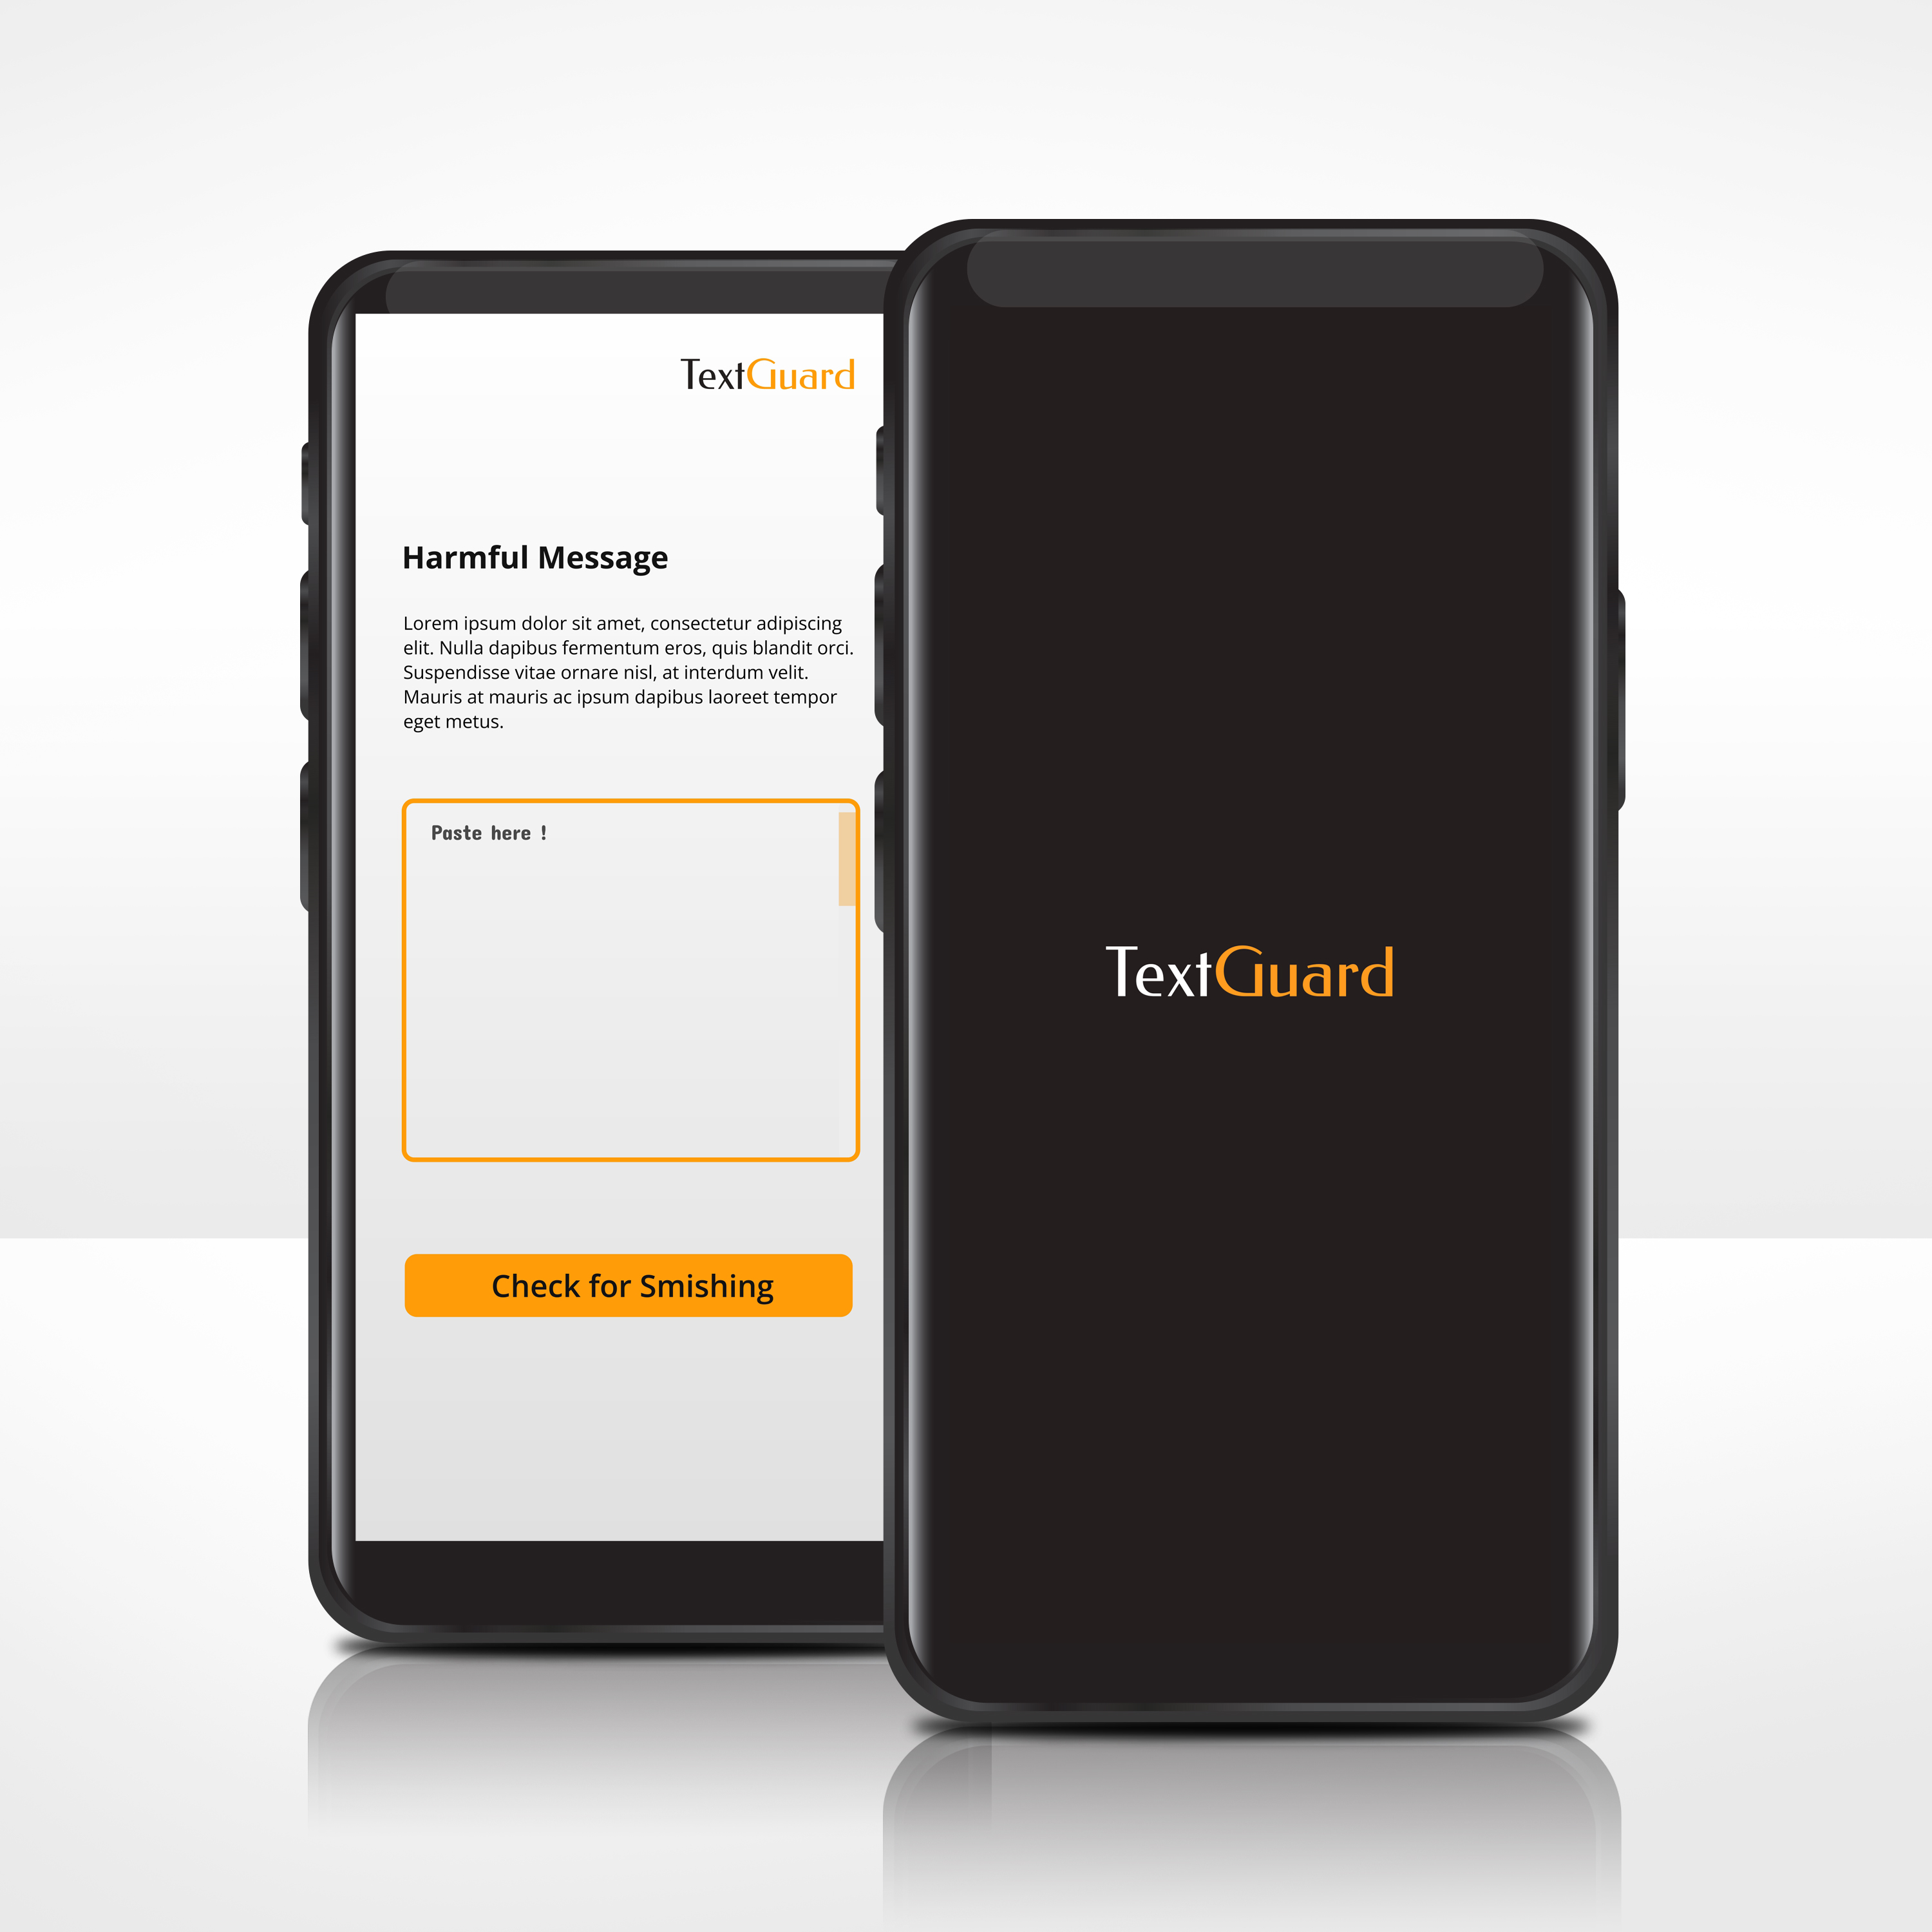 TextGuard
Harmful Message
Lorem ipsum dolor sit amet, consectetur adipiscing
elit. Nulla dapibus fermentum eros, quis blandit orci.
Suspendisse vitae ornare nisl, at interdum velit.
Mauris at mauris ac ipsum dapibus laoreet tempor
eget metus.
Paste here !
Check for Smishing
TextGuard